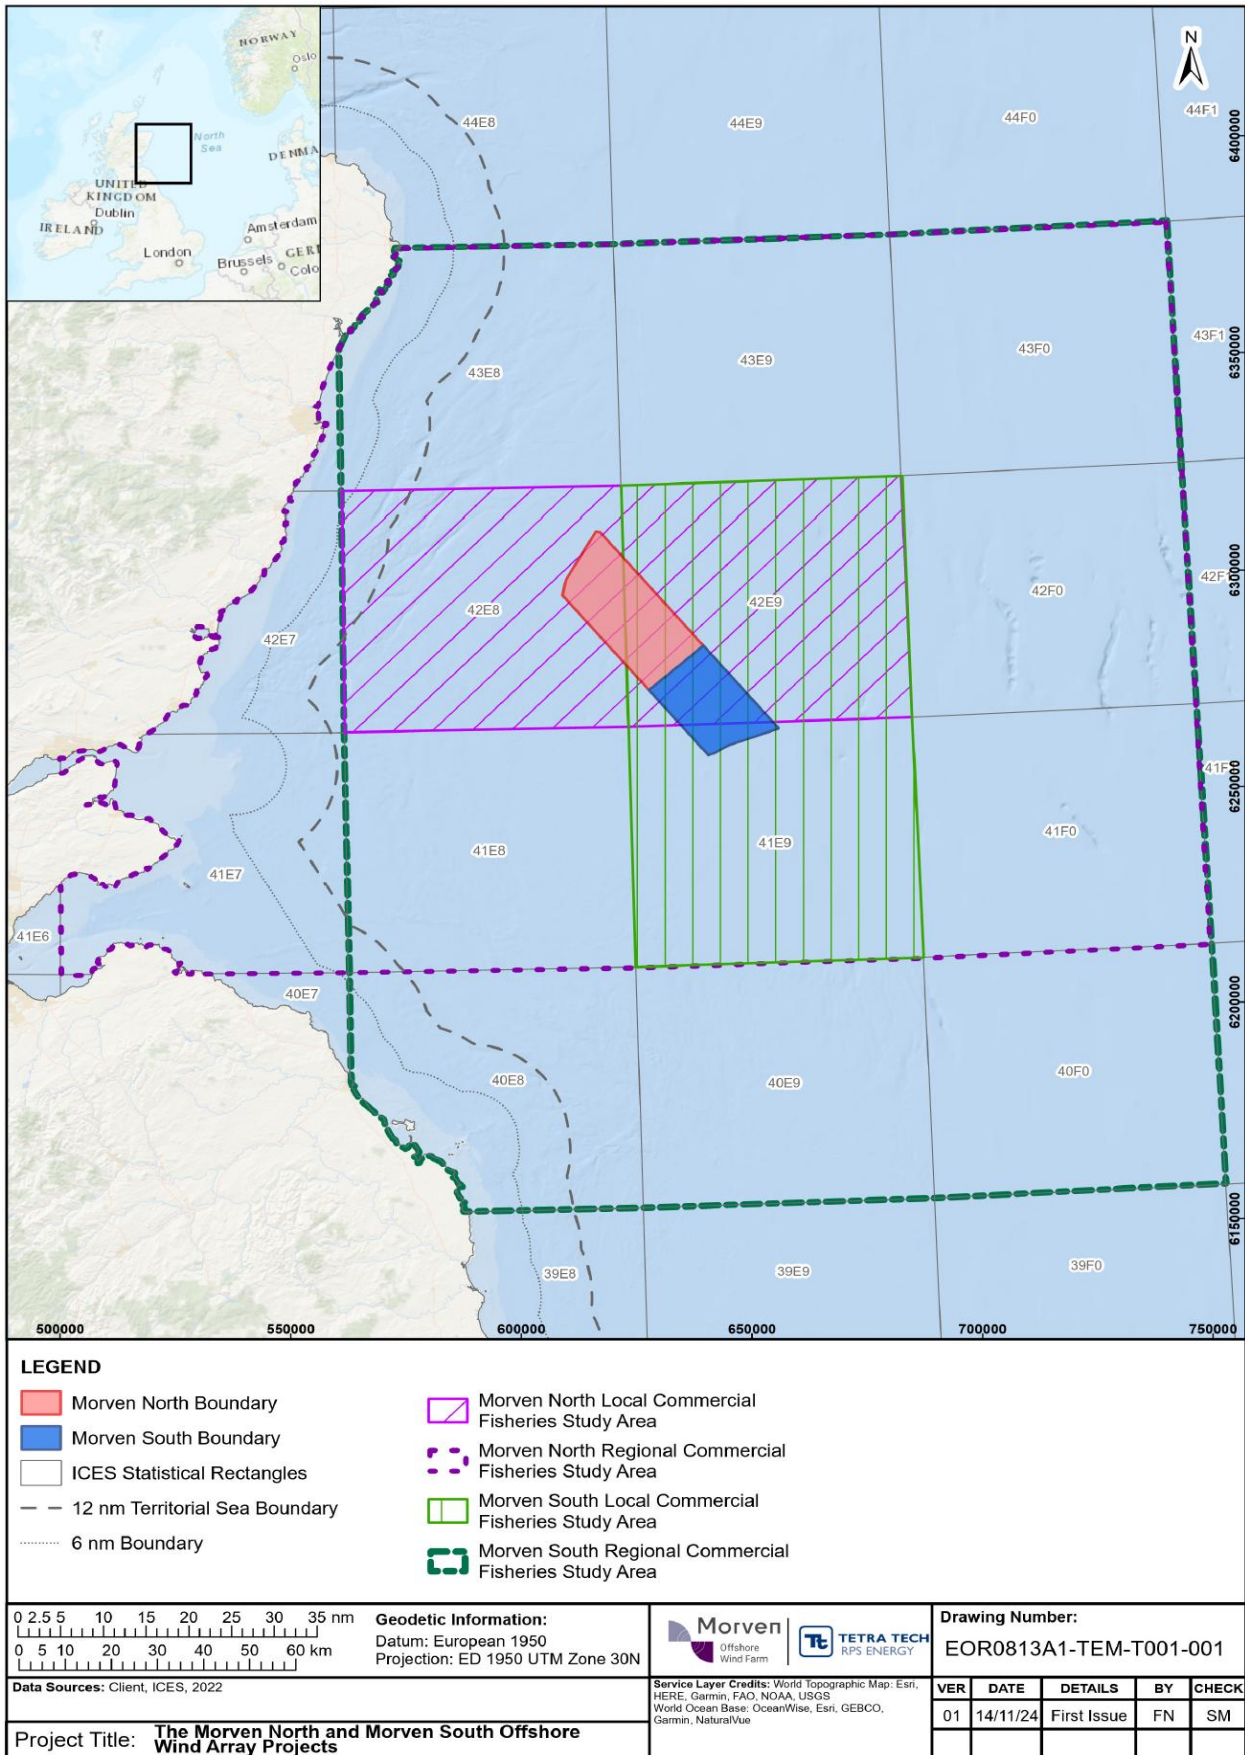 NORWAY
Oslo
North
Sea
DENMA
UNITED
KINGDOM
Dublin
IRELAND
Amsterdam
London
GERI
Brussels
Colo
N
44E8
44E9
44F0
44F1
6400000
43E8
43E9
43F0
43F1
6350000
42E7
42E8
42E9
42F0
42F1
6300000
41E6
41E7
41E8
41E9
41F0
41F
6250000
40E7
40E8
40E9
40F0
6200000
39E8
39E9
39F0
6150000
500000 550000 600000 650000 700000 750000
LEGEND
Morven North Boundary
Morven South Boundary
ICES Statistical Rectangles
12 nm Territorial Sea Boundary
6 nm Boundary
Morven North Local Commercial
Fisheries Study Area
Morven North Regional Commercial
Fisheries Study Area
Morven South Local Commercial
Fisheries Study Area
Morven South Regional Commercial
Fisheries Study Area
0 2.5 5 10 15 20 25 30 35 nm
0 5 10 20 30 40 50 60 km
Geodetic Information:
Datum: European 1950
Projection: ED 1950 UTM Zone 30N
Morven
Offshore
Wind Farm
Tt TETRA TECH
RPS ENERGY
Drawing Number:
EOR0813A1-TEM-T001-001
Data Sources: Client, ICES, 2022
Service Layer Credits: World Topographic Map: Esri,
HERE, Garmin, FAO, NOAA, USGS
World Ocean Base: OceanWise, Esri, GEBCO,
Garmin, NaturalVue
VER DATE DETAILS BY CHECK
01 14/11/24 First Issue FN SM
Project Title: The Morven North and Morven South Offshore
Wind Array Projects